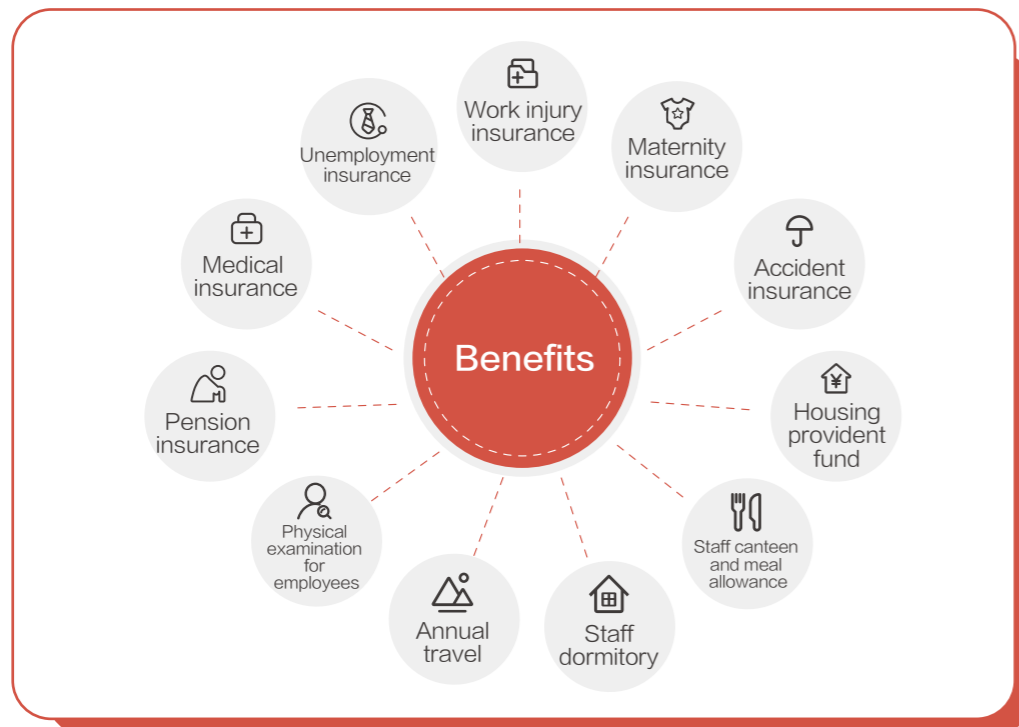 Work injury
insurance
Maternity
insurance
Accident
insurance
Housing
provident
fund
Staff canteen
and meal
allowance
Staff
dormitory
Annual
travel
Physical
examination
for
employees
Pension
insurance
Medical
insurance
Unemployment
insurance
Benefits
¥